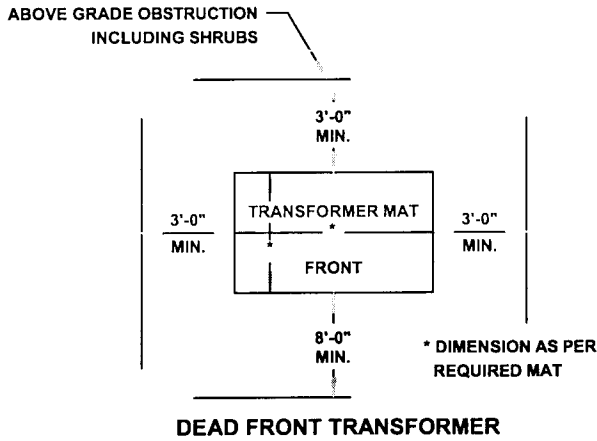 ABOVE GRADE OBSTRUCTION
INCLUDING SHRUBS
3'-0"
MIN.
3'-0"
MIN.
TRANSFORMER MAT
*
*
FRONT
3'-0"
MIN.
8'-0"
MIN.
* DIMENSION AS PER
REQUIRED MAT
DEAD FRONT TRANSFORMER